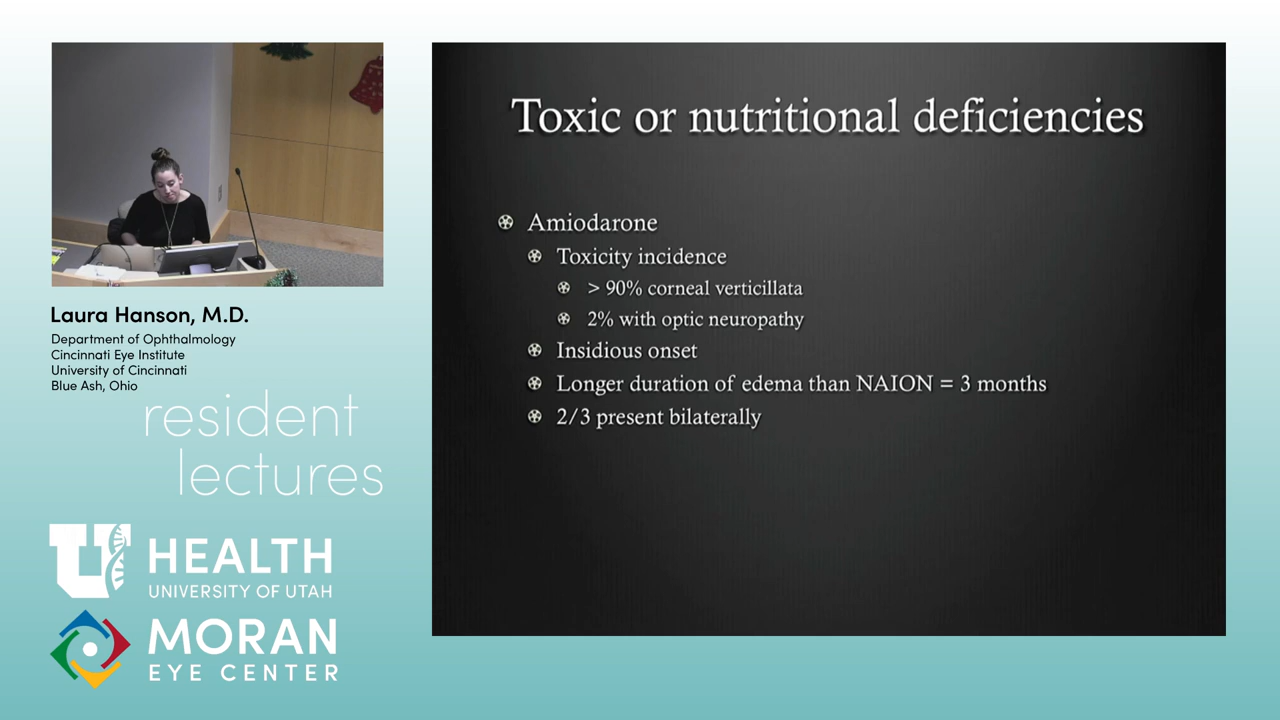 Laura Hanson, M.D.
Department of Ophthalmology
Cincinnati Eye Institute
University of Cincinnati
Blue Ash, Ohio
resident
lectures
U HEALTH
UNIVERSITY OF UTAH
MORAN
EYE CENTER
Toxic or nutritional deficiencies
Amiodarone
Toxicity incidence
> 90% corneal verticillata
2% with optic neuropathy
Insidious onset
Longer duration of edema than NAION = 3 months
2/3 present bilaterally